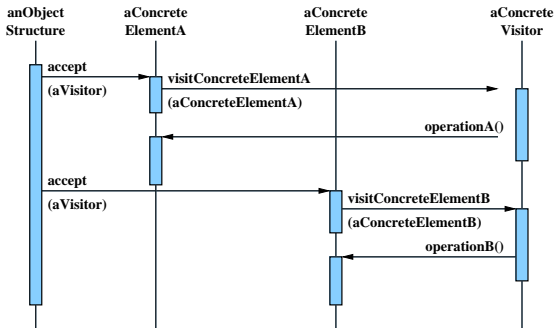 anObject
Structure
aConcrete
ElementA
aConcrete
ElementB
aConcrete
Visitor
accept
(aVisitor)
visitConcreteElementA
(aConcreteElementA)
operationA()
accept
(aVisitor)
visitConcreteElementB
(aConcreteElementB)
operationB()